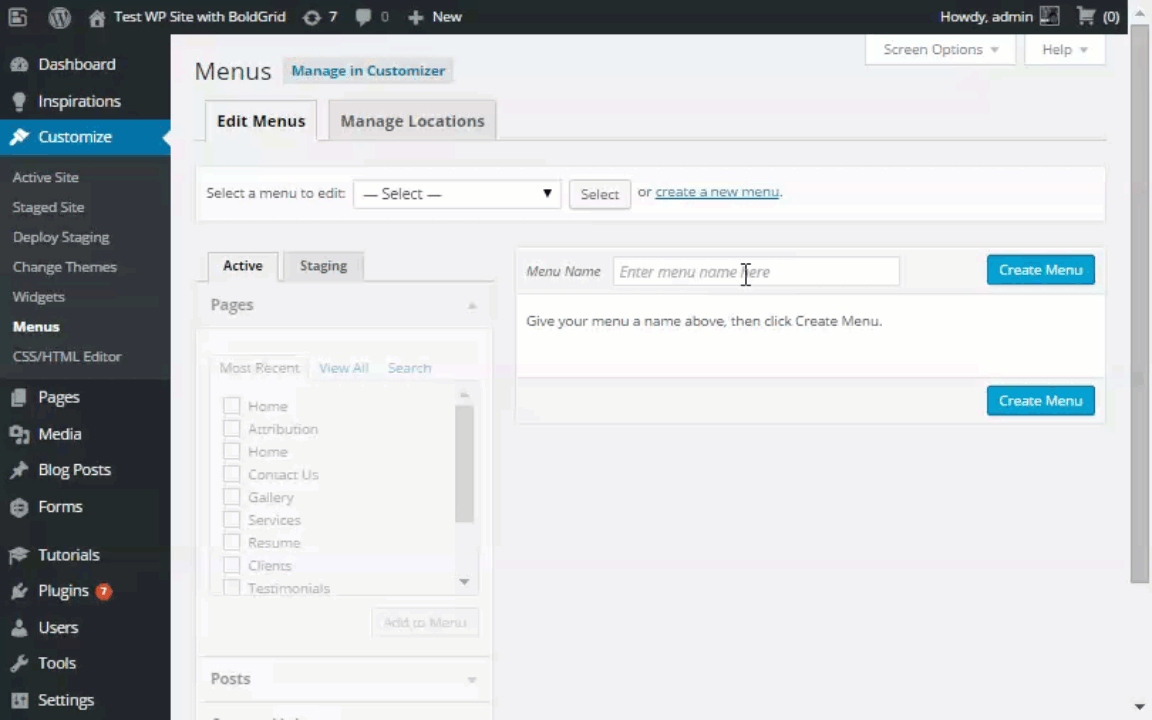 Test WP Site with BoldGrid 7 0 New Howdy, admin (0)
Dashboard
Inspirations
Customize
Active Site
Staged Site
Deploy Staging
Change Themes
Widgets
Menus
CSS/HTML Editor
Pages
Media
Blog Posts
Forms
Tutorials
Plugins 7
Users
Tools
Settings
Screen Options Help
Menus Manage in Customizer
Edit Menus Manage Locations
Select a menu to edit: — Select — Select or create a new menu.
Active Staging
Pages
Most Recent View All Search
Home
Attribution
Home
Contact Us
Gallery
Services
Resume
Clients
Testimonials
Add to Menu
Posts
Menu Name Enter menu name here Create Menu
Give your menu a name above, then click Create Menu.
Create Menu